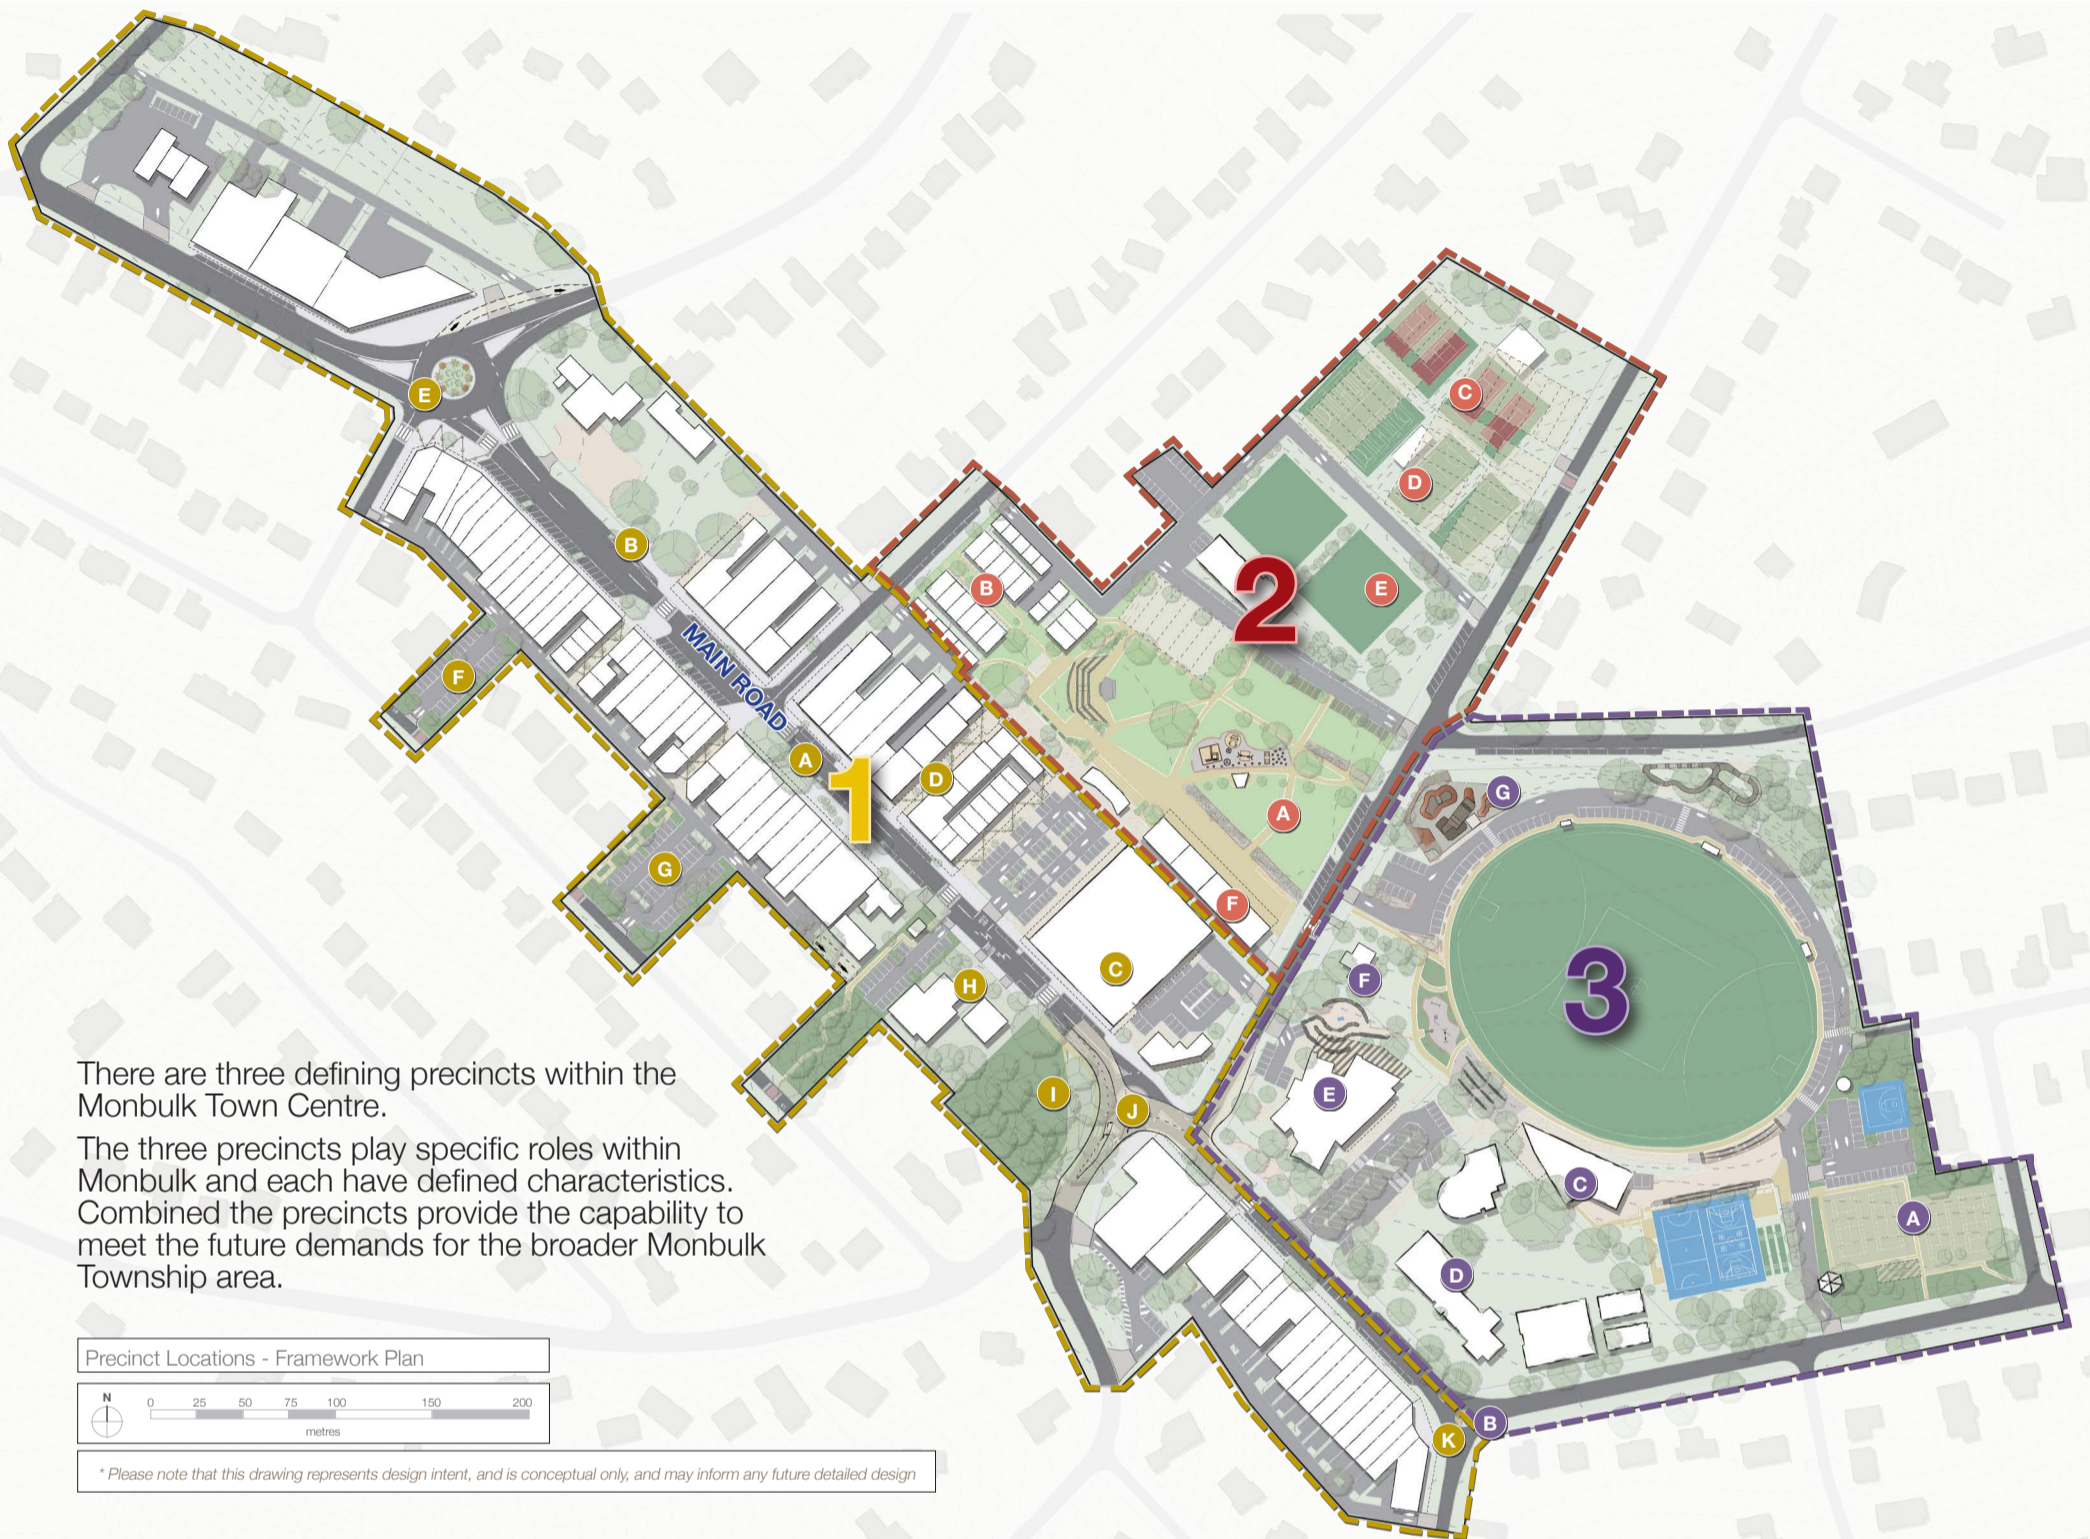 C
D
E
2
B
E
B
MAIN ROAD
F
A
1
D
G
A
G
F
C
H
F
3
I
J
E
C
A
D
B
K
There are three defining precincts within the
Monbulk Town Centre.
The three precincts play specific roles within
Monbulk and each have defined characteristics.
Combined the precincts provide the capability to
meet the future demands for the broader Monbulk
Township area.
Precinct Locations - Framework Plan
N
0 25 50 75 100 150 200
metres
* Please note that this drawing represents design intent, and is conceptual only, and may inform any future detailed design